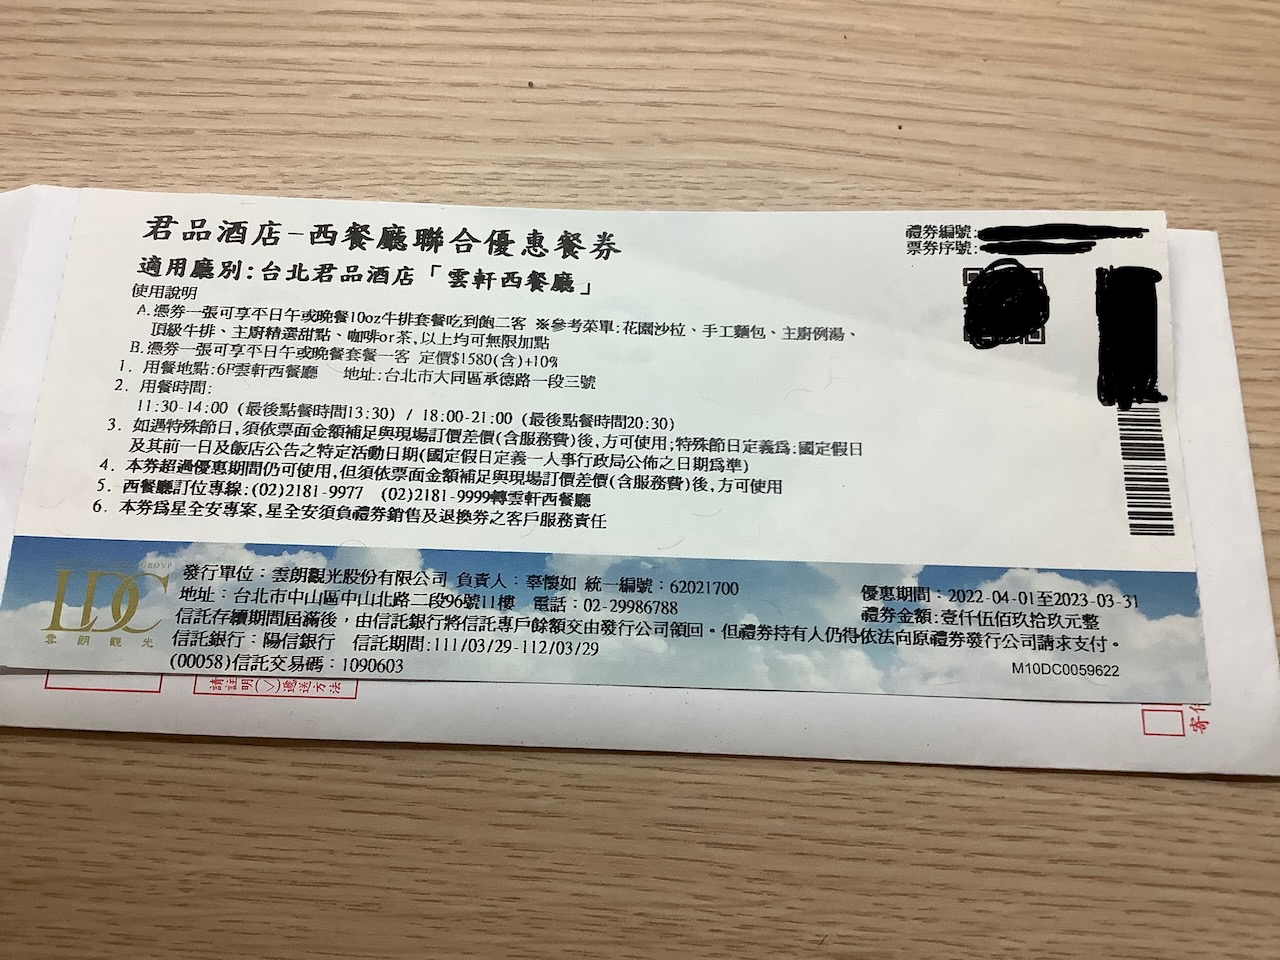 君品酒店-西餐廳聯合優惠餐券
適用廳別:台北君品酒店「雲軒西餐廳」
使用說明
A.憑券一張可享平日午或晚餐10oz牛排套餐吃到飽二客 ※參考菜單:花園沙拉、手工麵包、主廚例湯、
頂級牛排、主廚精選甜點、咖啡or茶,以上均可無限加點
B.憑券一張可享平日午或晚餐套餐一客 定價$1580(含)+10%
1. 用餐地點:6F雲軒西餐廳 地址:台北市大同區承德路一段三號
2. 用餐時間:
11:30-14:00 (最後點餐時間13:30) / 18:00-21:00 (最後點餐時間20:30)
3. 如遇特殊節日,須依票面金額補足與現場訂價差價(含服務費)後,方可使用;特殊節日定義為:國定假日
及其前一日及飯店公告之特定活動日期(國定假日定義一人事行政局公佈之日期為準)
4. 本券超過優惠期間仍可使用,但須依票面金額補足與現場訂價差價(含服務費)後,方可使用
5. 西餐廳訂位專線:(02)2181-9977 (02)2181-9999轉雲軒西餐廳
6. 本券為星全安專案,星全安須負禮券銷售及退換券之客戶服務責任
禮券編號:
票券序號:
GROUP
LDC
雲朗觀光
發行單位：雲朗觀光股份有限公司 負責人：辜懷如 統一編號：62021700
地址：台北市中山區中山北路二段96號11樓 電話：02-29986788
信託存續期間屆滿後，由信託銀行將信託專戶餘額交由發行公司領回。但禮券持有人仍得依法向原禮券發行公司請求支付。
信託銀行：陽信銀行 信託期間:111/03/29-112/03/29
(00058)信託交易碼：1090603
優惠期間：2022-04-01至2023-03-31
禮券金額:壹仟伍佰玖拾玖元整
M10DC0059622
請註明(∨)遞送方法
寄件